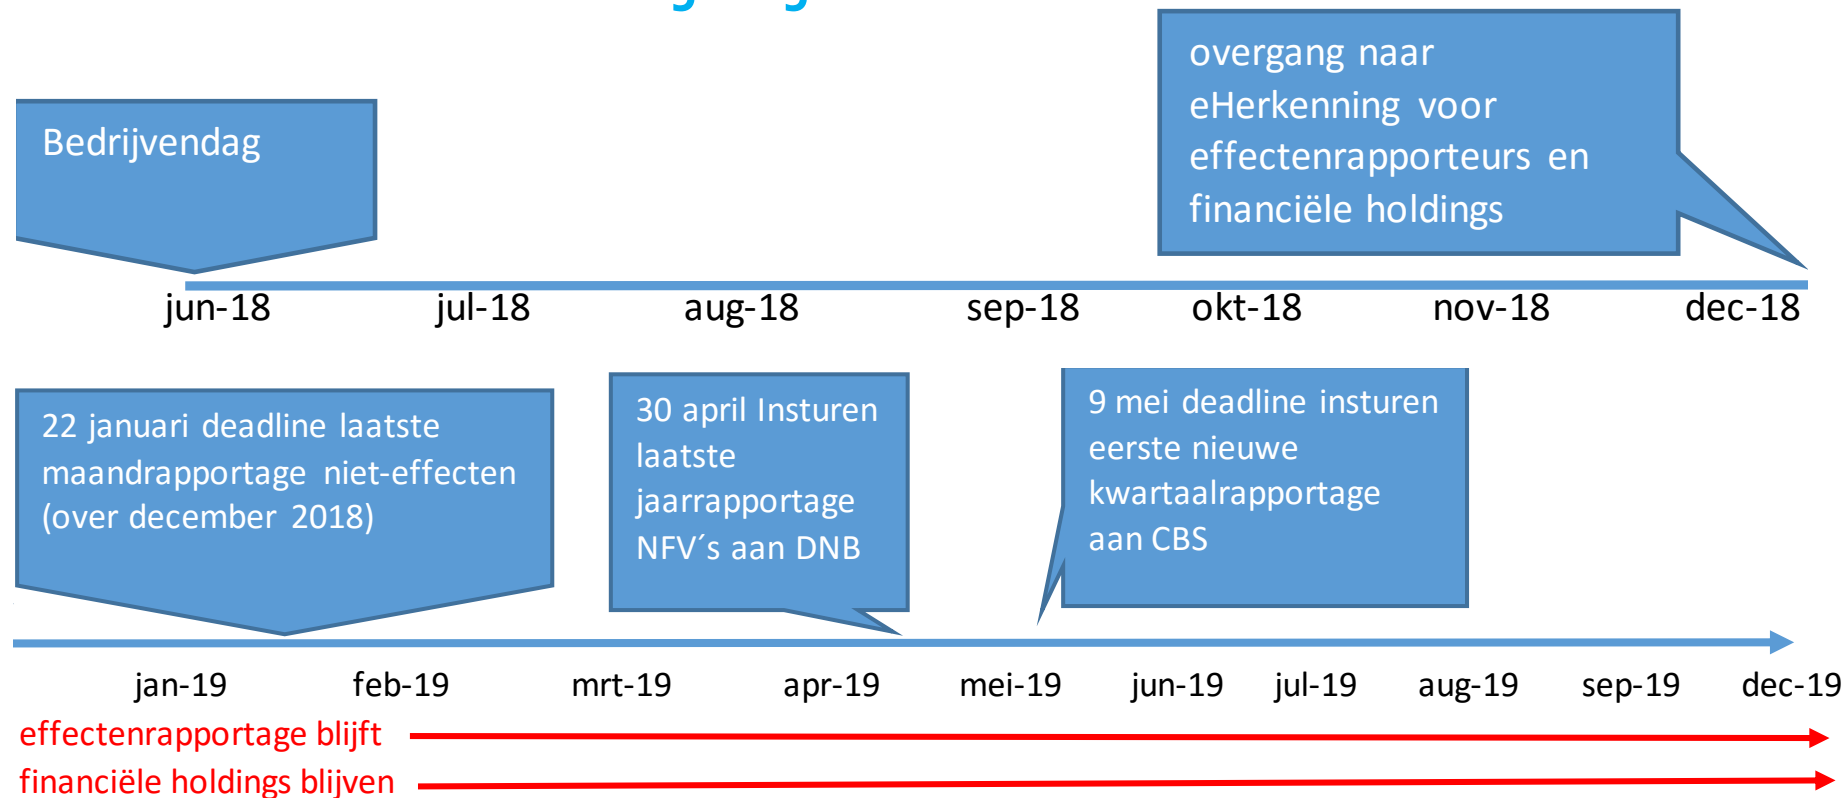 Bedrijvendag
overgang naar
eHerkenning voor
effectenrapporteurs en
financiële holdings
jun-18 jul-18 aug-18 sep-18 okt-18 nov-18 dec-18
22 januari deadline laatste
maandrapportage niet-effecten
(over december 2018)
30 april Insturen
laatste
jaarrapportage
NFV´s aan DNB
9 mei deadline insturen
eerste nieuwe
kwartaalrapportage
aan CBS
jan-19 feb-19 mrt-19 apr-19 mei-19 jun-19 jul-19 aug-19 sep-19 dec-19
effectenrapportage blijft
financiële holdings blijven